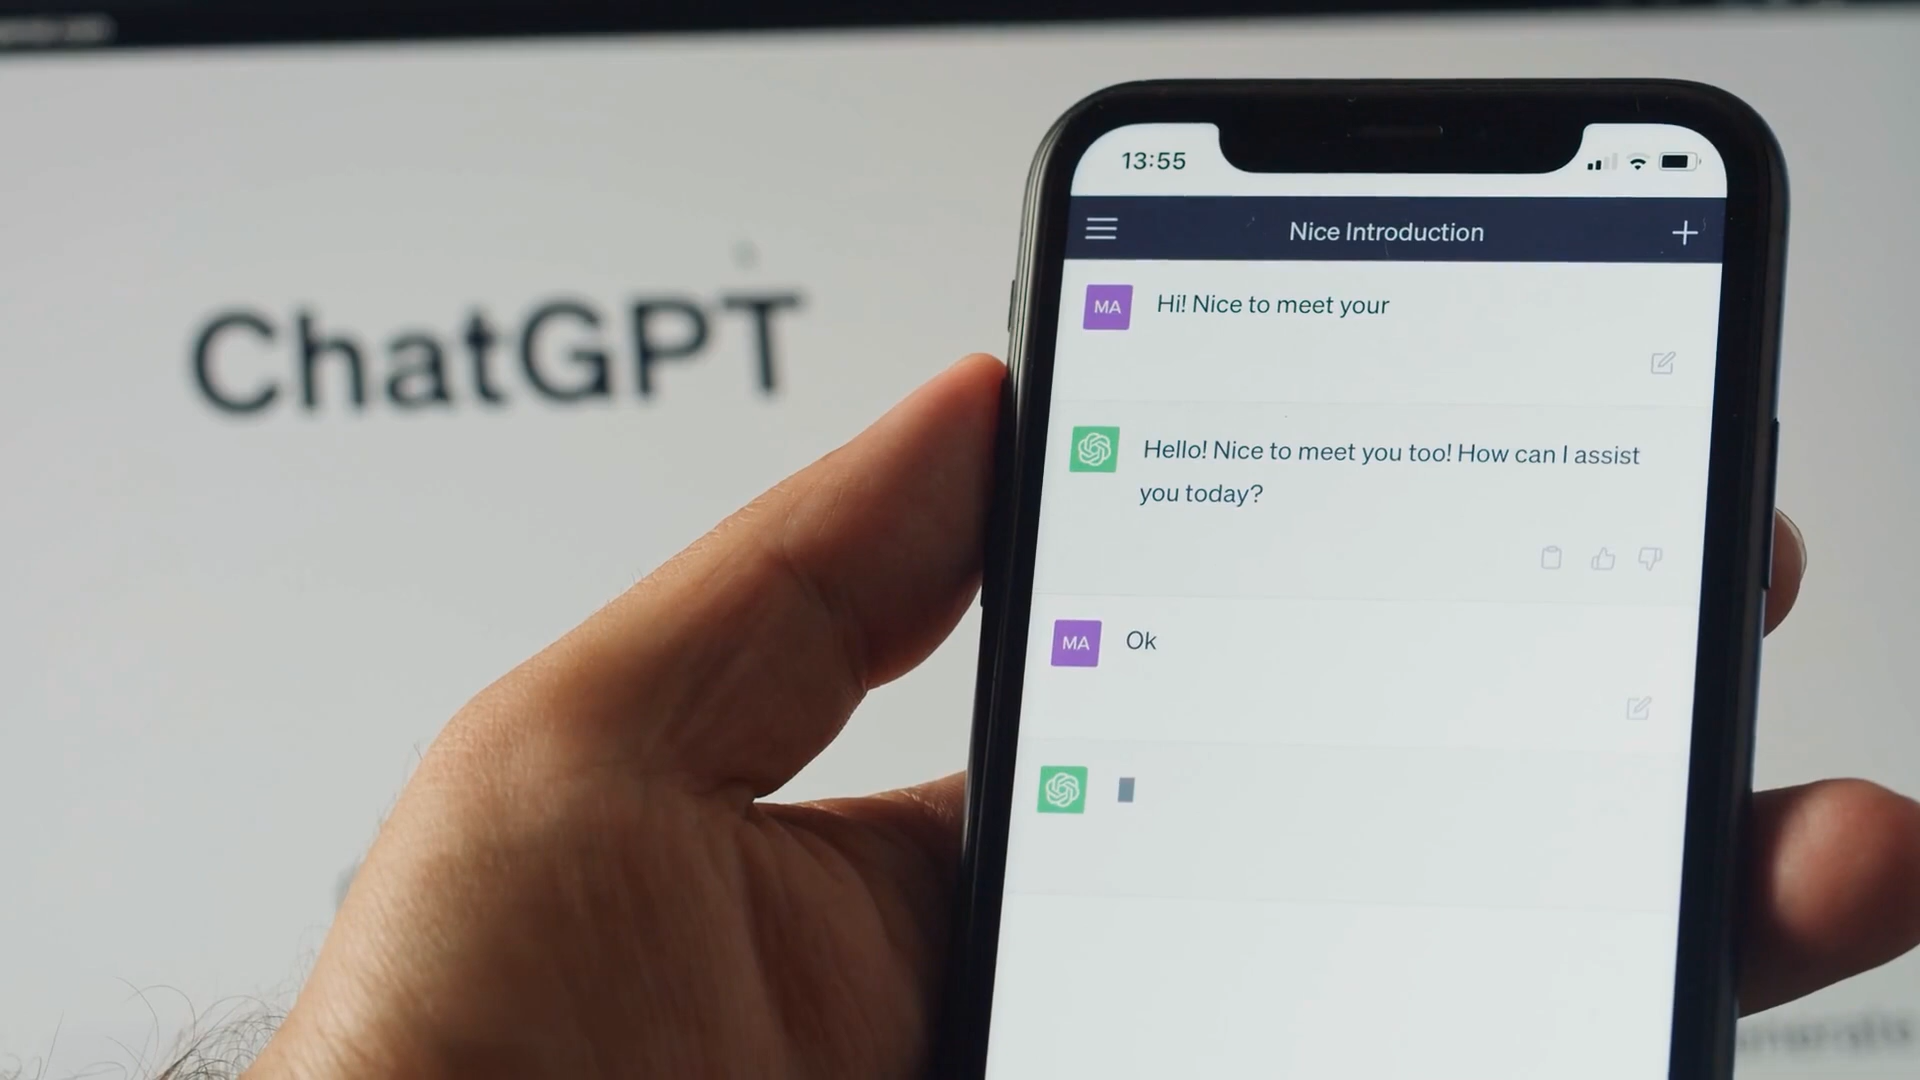 ChatGPT
13:55
Nice Introduction
MA
Hi! Nice to meet your
Hello! Nice to meet you too! How can I assist
you today?
MA
Ok